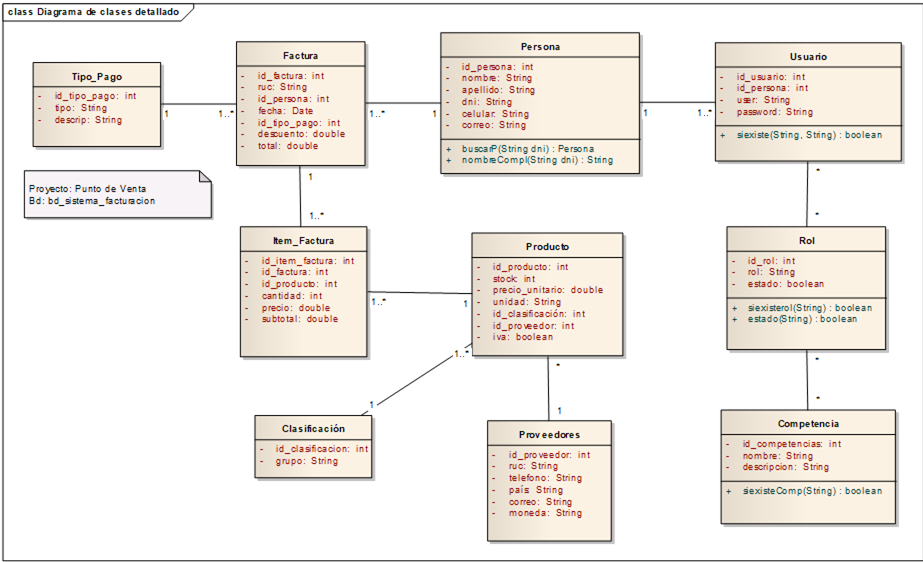 class Diagrama de clases detallado
Tipo_Pago
- id_tipo_pago: int
- tipo: String
- descrip: String
1
1..*
Factura
- id_factura: int
- ruc: String
- id_persona: int
- fecha: Date
- id_tipo_pago: int
- descuento: double
- total: double
1..*
1
Persona
- id_persona: int
- nombre: String
- apellido: String
- dni: String
- celular: String
- correo: String
+ buscarP(String dni) : Persona
+ nombreCompl(String dni) : String
1
1..*
Usuario
- id_usuario: int
- id_persona: int
- user: String
- password: String
+ siexiste(String, String) : boolean
Proyecto: Punto de Venta
Bd: bd_sistema_facturacion
1
1..*
*
*
Item_Factura
- id_item_factura: int
- id_factura: int
- id_producto: int
- cantidad: int
- precio: double
- subtotal: double
1..*
1
Producto
- id_producto: int
- stock: int
- precio_unitario: double
- unidad: String
- id_clasificación: int
- id_proveedor: int
- iva: boolean
Rol
- id_rol: int
- rol: String
- estado: boolean
+ siexisterol(String) : boolean
+ estado(String) : boolean
1..*
1
*
1
*
*
Clasificación
- id_clasificacion: int
- grupo: String
Proveedores
- id_proveedor: int
- ruc: String
- telefono: String
- país: String
- correo: String
- moneda: String
Competencia
- id_competencias: int
- nombre: String
- descripcion: String
+ siexisteComp(String) : boolean